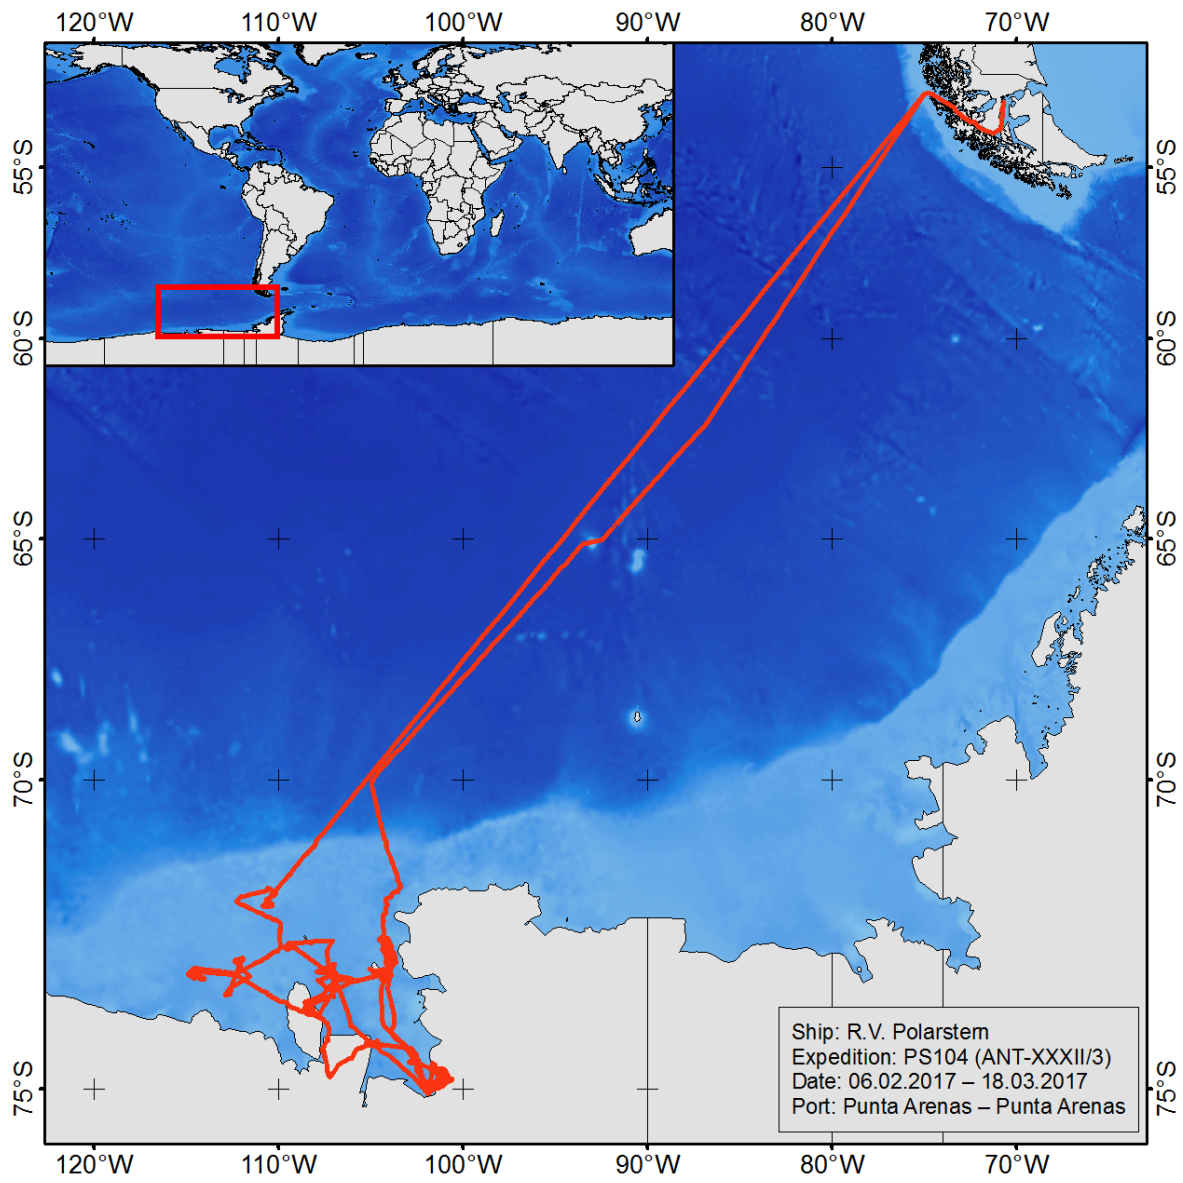 120°W 110°W 100°W 90°W 80°W 70°W
55°S 55°S
60°S 60°S
65°S 65°S
70°S 70°S
Ship: R.V. Polarstern
Expedition: PS104 (ANT-XXXII/3)
Date: 06.02.2017 – 18.03.2017
Port: Punta Arenas – Punta Arenas
75°S 75°S
120°W 110°W 100°W 90°W 80°W 70°W